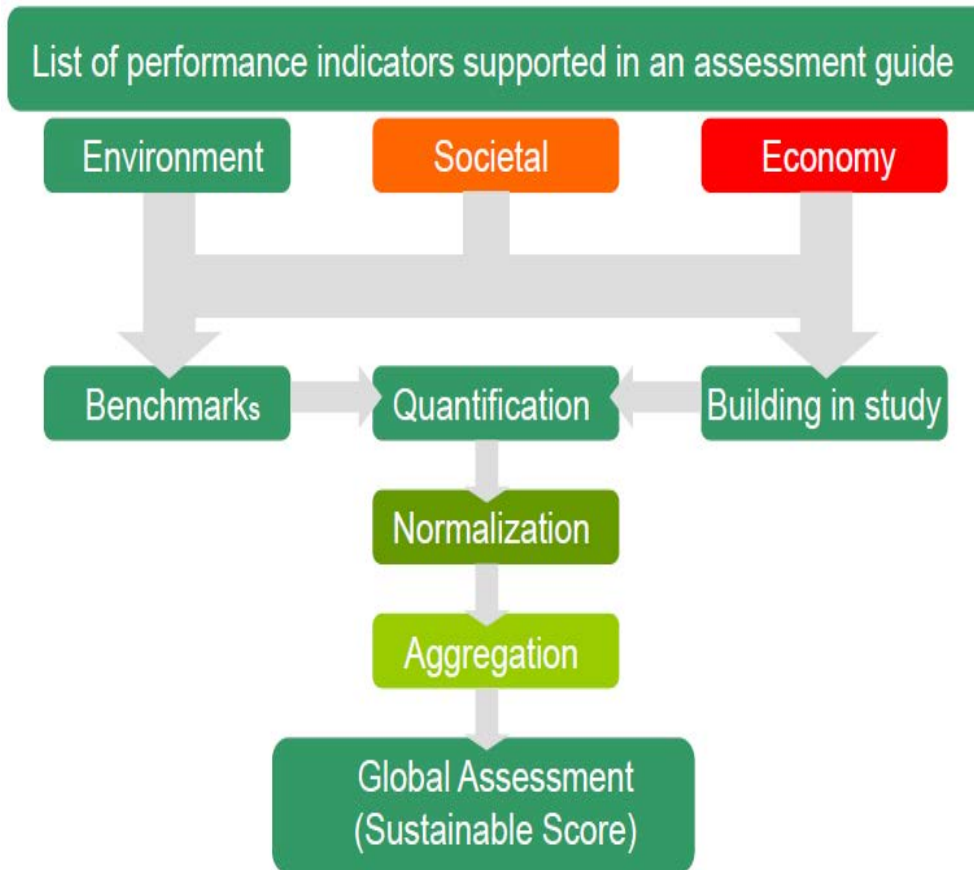 List of performance indicators supported in an assessment guide
Environment
Societal
Economy
Benchmarks
Quantification
Building in study
Normalization
Aggregation
Global Assessment
(Sustainable Score)